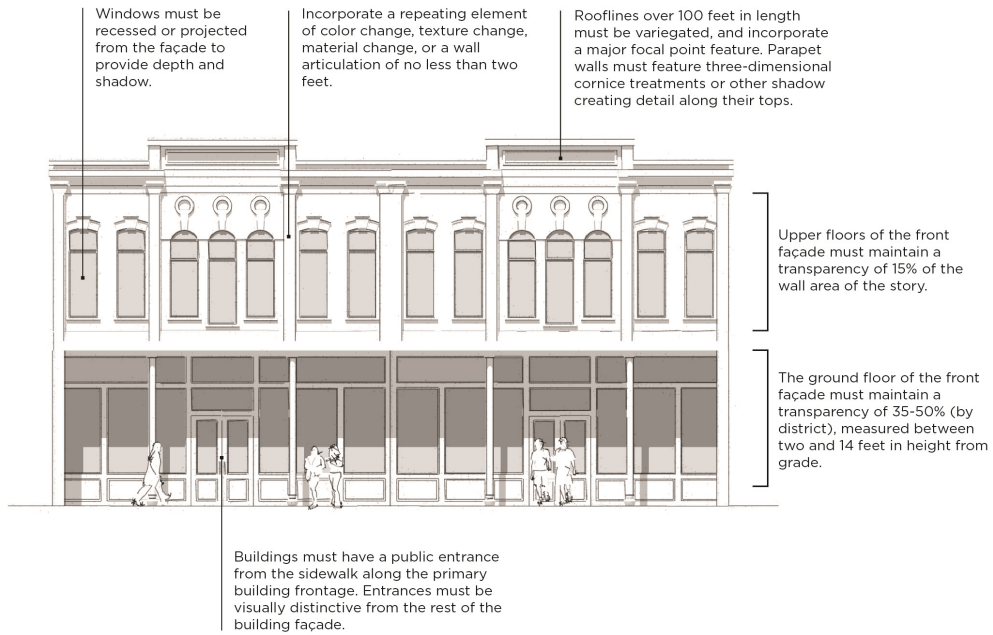 Windows must be
recessed or projected
from the façade to
provide depth and
shadow.
Incorporate a repeating element
of color change, texture change,
material change, or a wall
articulation of no less than two
feet.
Rooflines over 100 feet in length
must be variegated, and incorporate
a major focal point feature. Parapet
walls must feature three-dimensional
cornice treatments or other shadow
creating detail along their tops.
Upper floors of the front
façade must maintain a
transparency of 15% of the
wall area of the story.
The ground floor of the front
façade must maintain a
transparency of 35-50% (by
district), measured between
two and 14 feet in height from
grade.
Buildings must have a public entrance
from the sidewalk along the primary
building frontage. Entrances must be
visually distinctive from the rest of the
building façade.